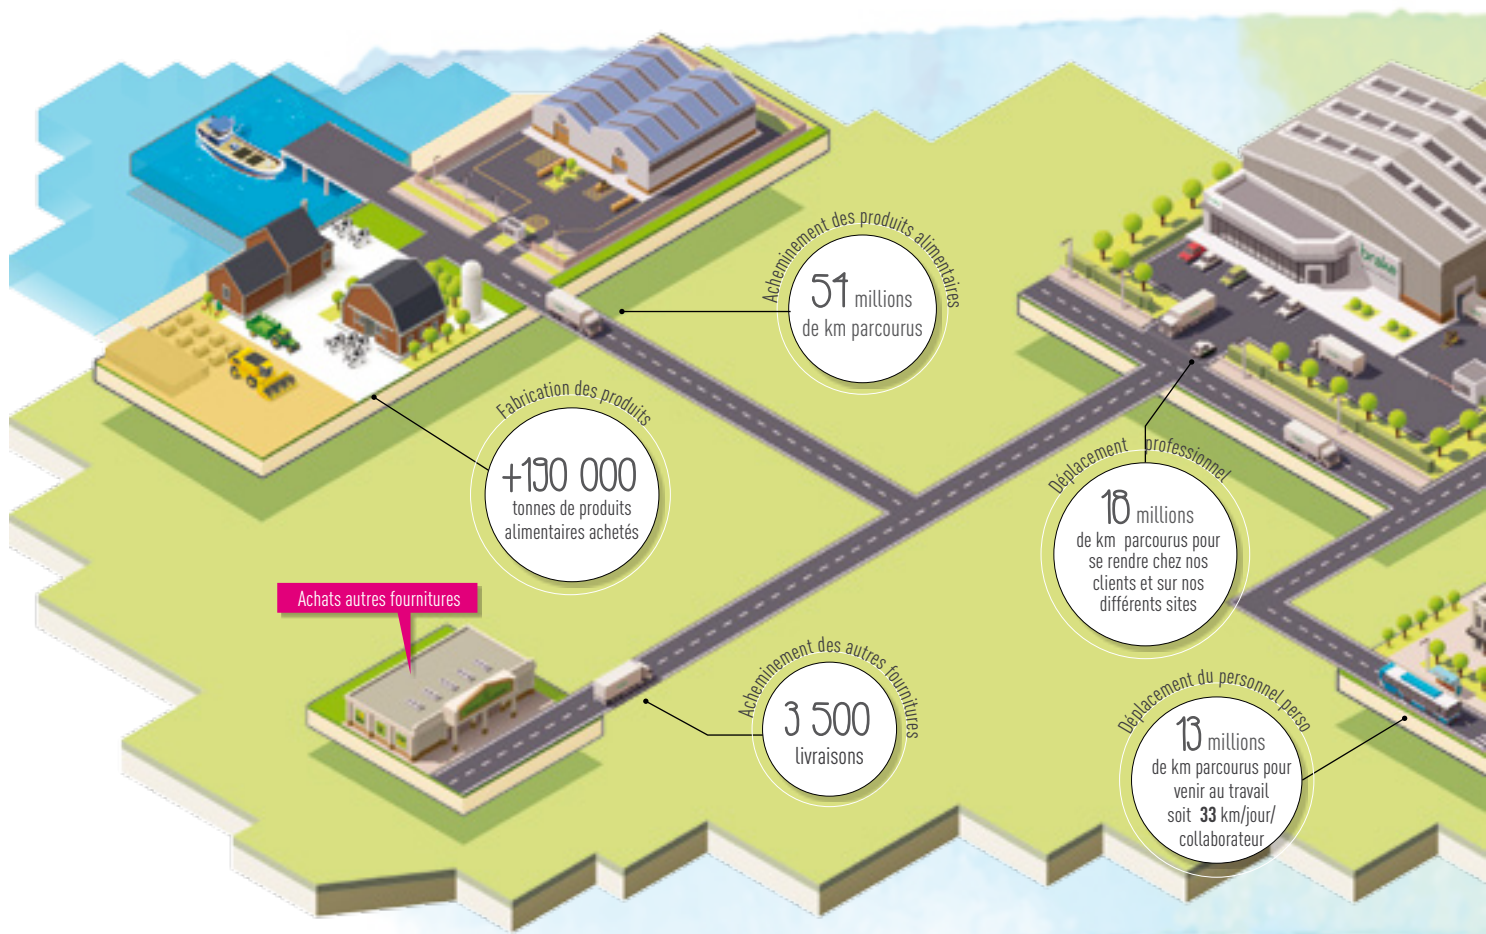 Acheminement des produits alimentaires
51 millions
de km parcourus
Fabrication des produits
+190 000
tonnes de produits
alimentaires achetés
Déplacement professionnel
18 millions
de km parcourus pour
se rendre chez nos
clients et sur nos
différents sites
Achats autres fournitures
Acheminement des autres fournitures
3 500
livraisons
Déplacement du personnel perso
13 millions
de km parcourus pour
venir au travail
soit 33 km/jour/
collaborateur
brake